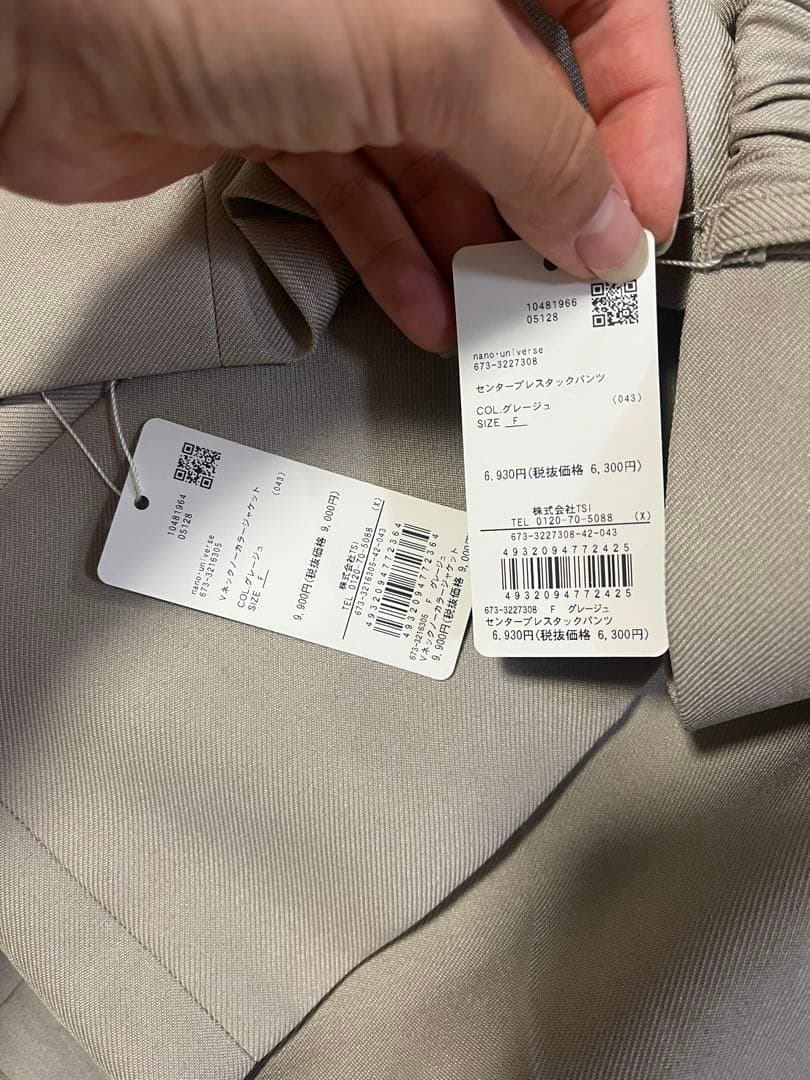 10481966
05128
nano・universe
673-3227308
センタープレスタックパンツ
COL.グレージュ (043)
SIZE F
6,930円(税抜価格 6,300円)
株式会社TSI
TEL 0120-70-5088 (X)
673-3227308-42-043
4932094772425
4932094772425
673-3227308 F グレージュ
センタープレスタックパンツ
6,930円(税抜価格 6,300円)
10481964
05128
nano・universe
673-3216305
Vネックノーカラージャケット
COL.グレージュ (043)
SIZE F
9,900円(税抜価格 9,000円)
株式会社TSI
TEL 0120-70-5088 (X)
673-3216305-42-043
4932094772364
4932094772364
673-3216305 F グレージュ
Vネックノーカラージャケット
9,900円(税抜価格 9,000